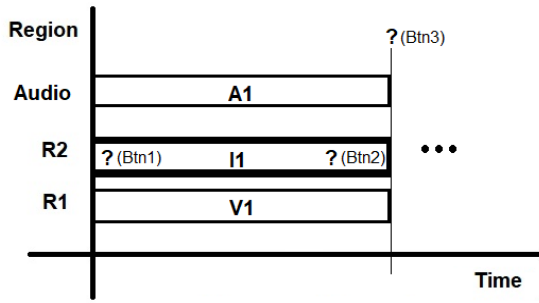 Region
? (Btn3)
Audio
A1
R2
? (Btn1)
I1
? (Btn2)
•••
R1
V1
Time